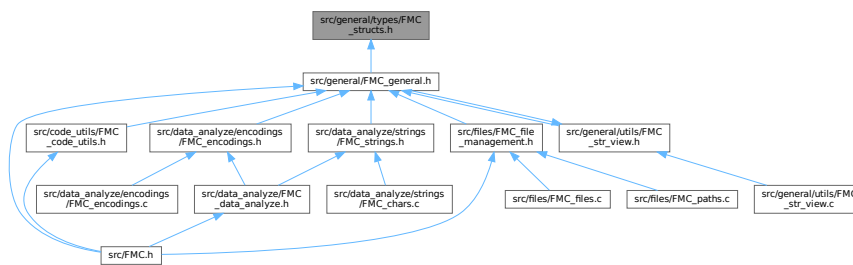 src/general/types/FMC
_structs.h
src/general/FMC_general.h
src/code_utils/FMC
_code_utils.h
src/data_analyze/encodings
/FMC_encodings.h
src/data_analyze/strings
/FMC_strings.h
src/files/FMC_file
_management.h
src/general/utils/FMC
_str_view.h
src/data_analyze/encodings
/FMC_encodings.c
src/data_analyze/FMC
_data_analyze.h
src/data_analyze/strings
/FMC_chars.c
src/files/FMC_files.c
src/files/FMC_paths.c
src/general/utils/FMC
_str_view.c
src/FMC.h